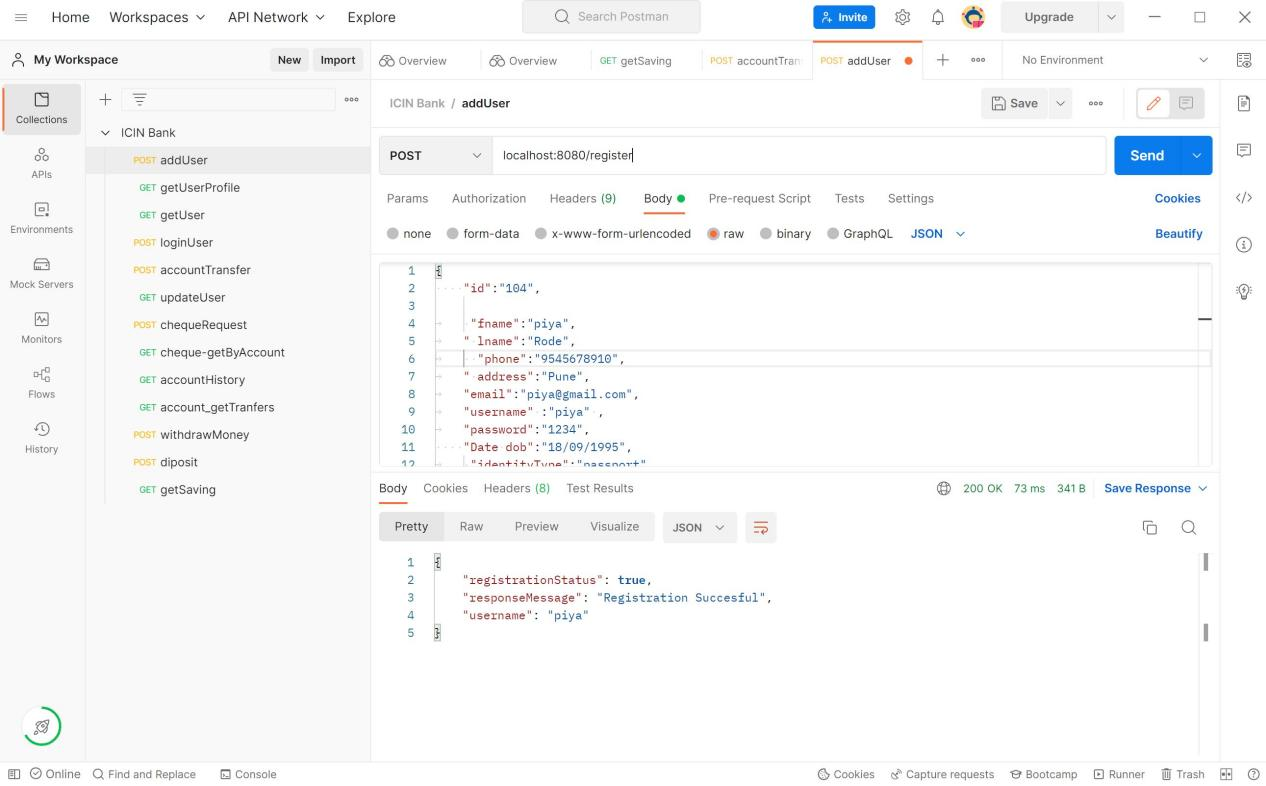 Home Workspaces API Network Explore Search Postman Invite Upgrade
My Workspace New Import Overview Overview GET getSaving POST accountTran POST addUser No Environment
Collections
APIs
Environments
Mock Servers
Monitors
Flows
History
ICIN Bank
POST addUser
GET getUserProfile
GET getUser
POST loginUser
POST accountTransfer
GET updateUser
POST chequeRequest
GET cheque-getByAccount
GET accountHistory
GET account_getTranfers
POST withdrawMoney
POST diposit
GET getSaving
ICIN Bank / addUser Save
POST localhost:8080/register Send
Params Authorization Headers (9) Body Pre-request Script Tests Settings Cookies
none form-data x-www-form-urlencoded raw binary GraphQL JSON Beautify
1 {
2 "id":"104",
3
4 "fname":"piya",
5 " lname":"Rode",
6 "phone":"9545678910",
7 " address":"Pune",
8 "email":"piya@gmail.com",
9 "username" :"piya" ,
10 "password":"1234",
11 "Date dob":"18/09/1995",
12 "identityType":"passport"
Body Cookies Headers (8) Test Results 200 OK 73 ms 341 B Save Response
Pretty Raw Preview Visualize JSON
1 {
2 "registrationStatus": true,
3 "responseMessage": "Registration Succesful",
4 "username": "piya"
5 }
Online Find and Replace Console Cookies Capture requests Bootcamp Runner Trash